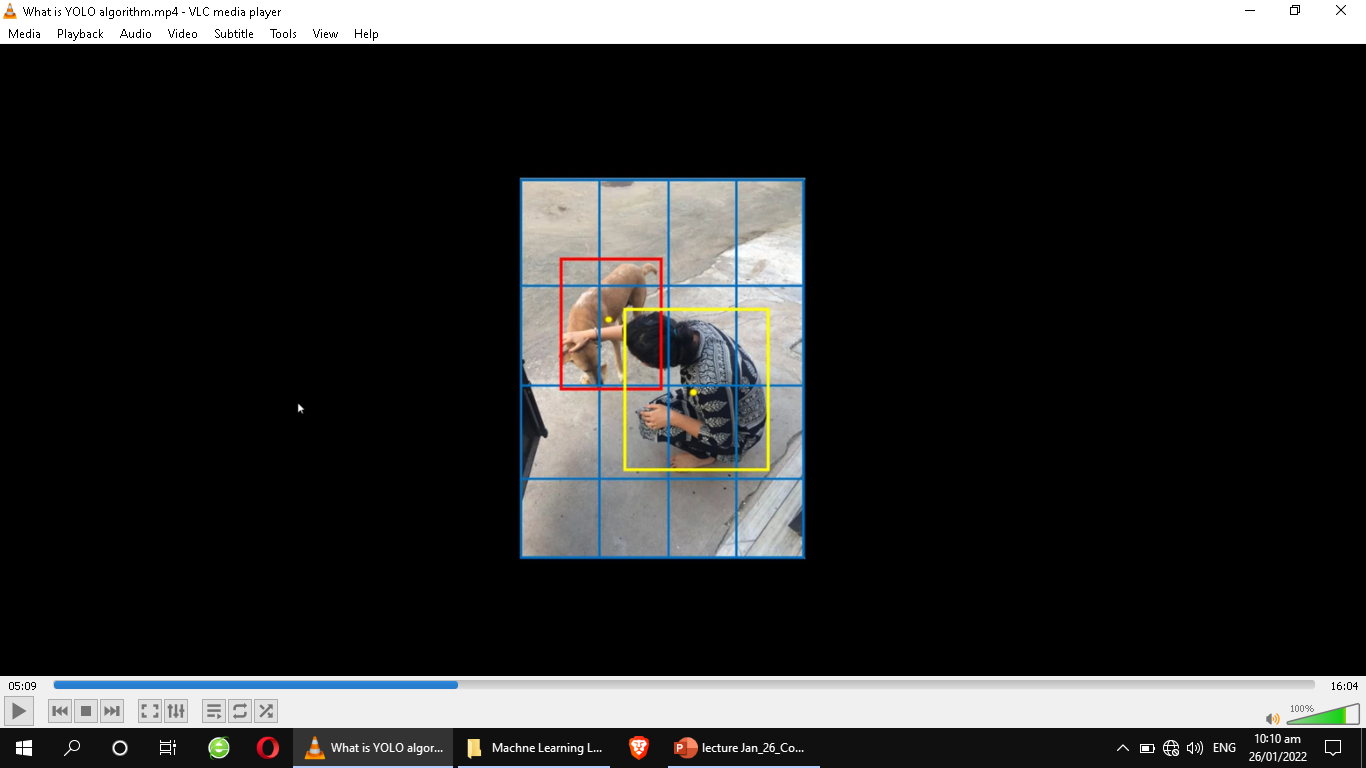 What is YOLO algorithm.mp4 - VLC media player
Media Playback Audio Video Subtitle Tools View Help
05:09 16:04
100%
What is YOLO algor... Machne Learning L... P lecture Jan_26_Co... ENG 10:10 am
26/01/2022